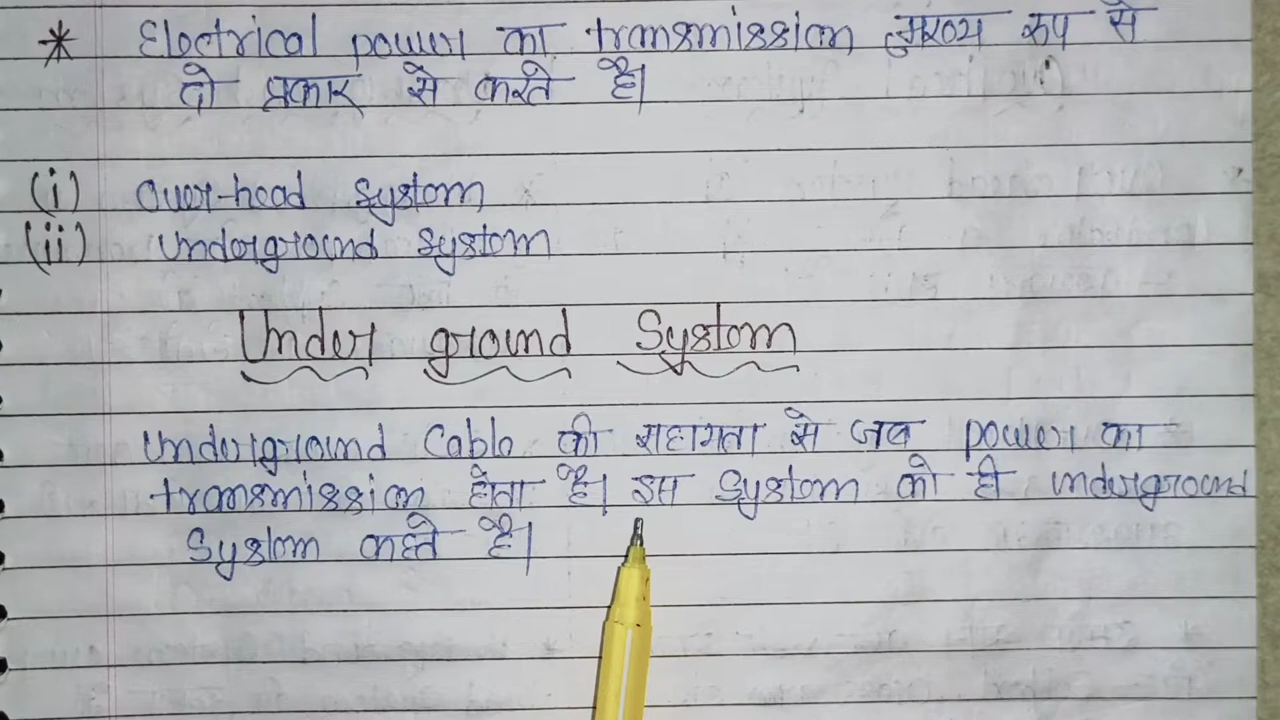 * Electrical power का transmission मुख्य रूप से
दो प्रकार से करते है।
(i) Over-head system
(ii) Underground system
Under ground System
Underground Cable की सहायता से जब power का
transmission होता है। इस system को ही underground
system कहते है।